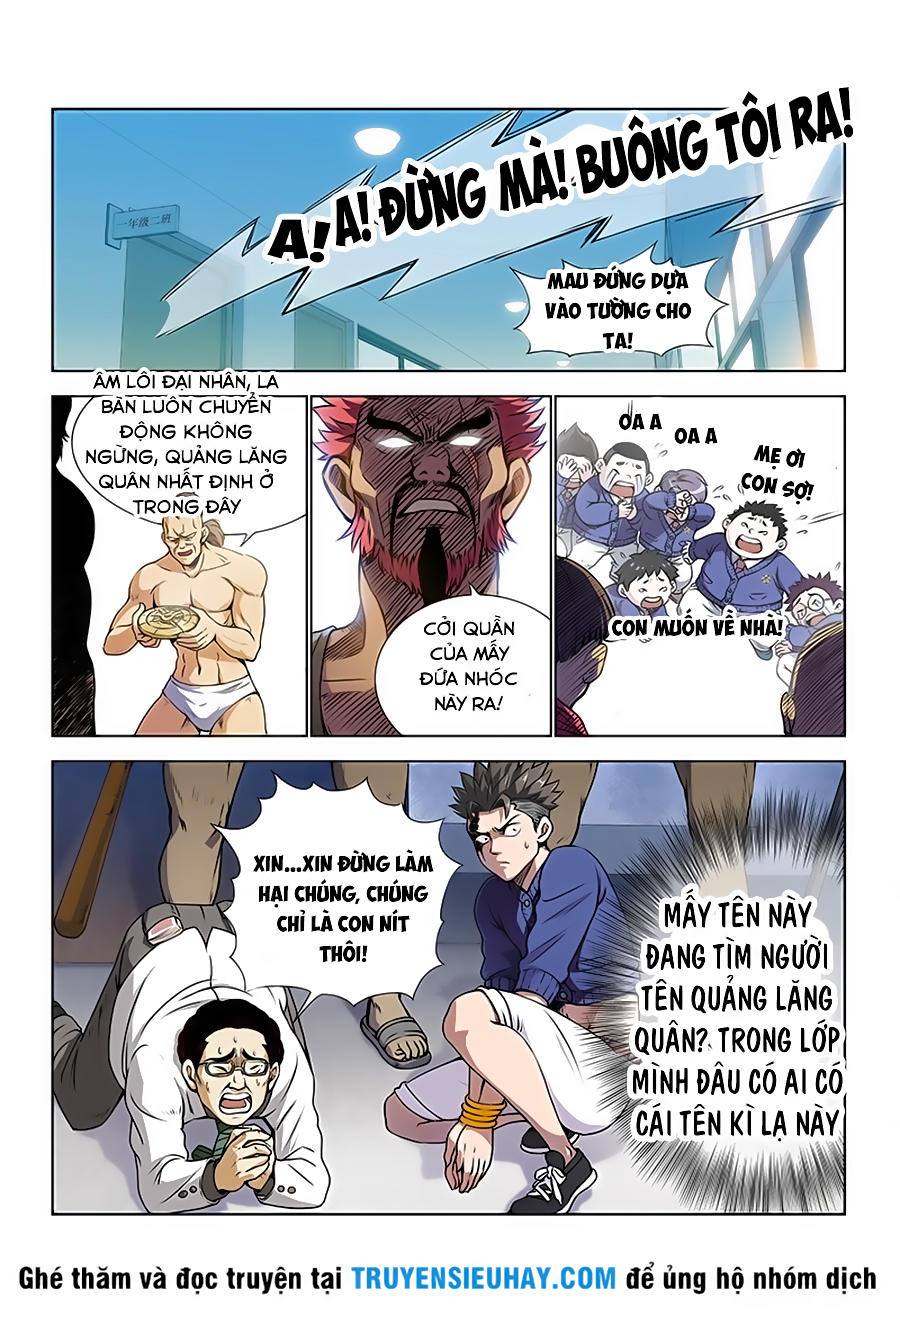 A! A! ĐỪNG MÀ! BUÔNG TÔI RA!
一年级二班
MAU ĐỨNG DỰA
VÀO TƯỜNG CHO
TA!
ÂM LÔI ĐẠI NHÂN, LA
BÀN LUÔN CHUYỂN
ĐỘNG KHÔNG
NGỪNG, QUẢNG LĂNG
QUÂN NHẤT ĐỊNH Ở
TRONG ĐÂY
CỞI QUẦN
CỦA MẤY
ĐỨA NHÓC
NÀY RA!
OA A
OA A
MẸ ƠI
CON SỢ!
CON MUỐN VỀ NHÀ!
XIN...XIN ĐỪNG LÀM
HẠI CHÚNG, CHÚNG
CHỈ LÀ CON NÍT
THÔI!
MẤY TÊN NÀY
ĐANG TÌM NGƯỜI
TÊN QUẢNG LĂNG
QUÂN? TRONG LỚP
MÌNH ĐÂU CÓ AI CÓ
CÁI TÊN KÌ LẠ NÀY
Ghé thăm và đọc truyện tại TRUYENSIEUHAY.COM để ủng hộ nhóm dịch